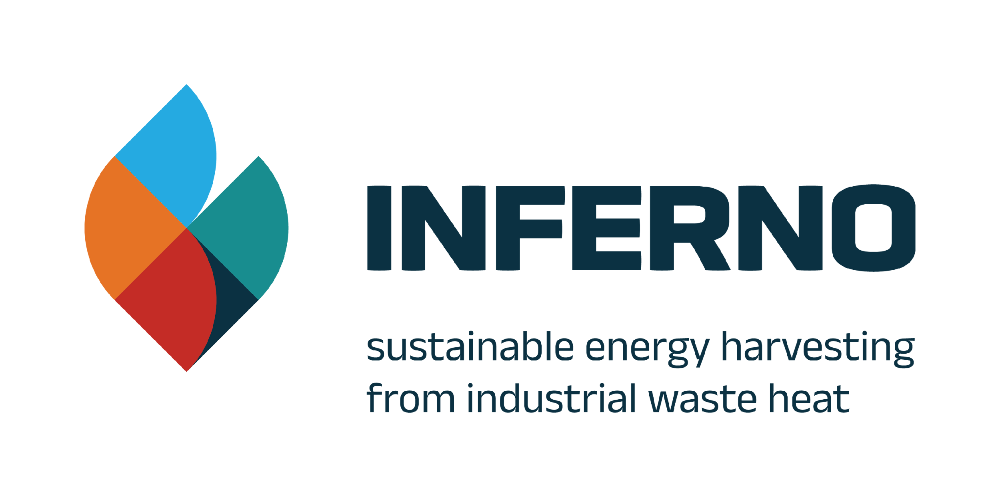 INFERNO
sustainable energy harvesting
from industrial waste heat